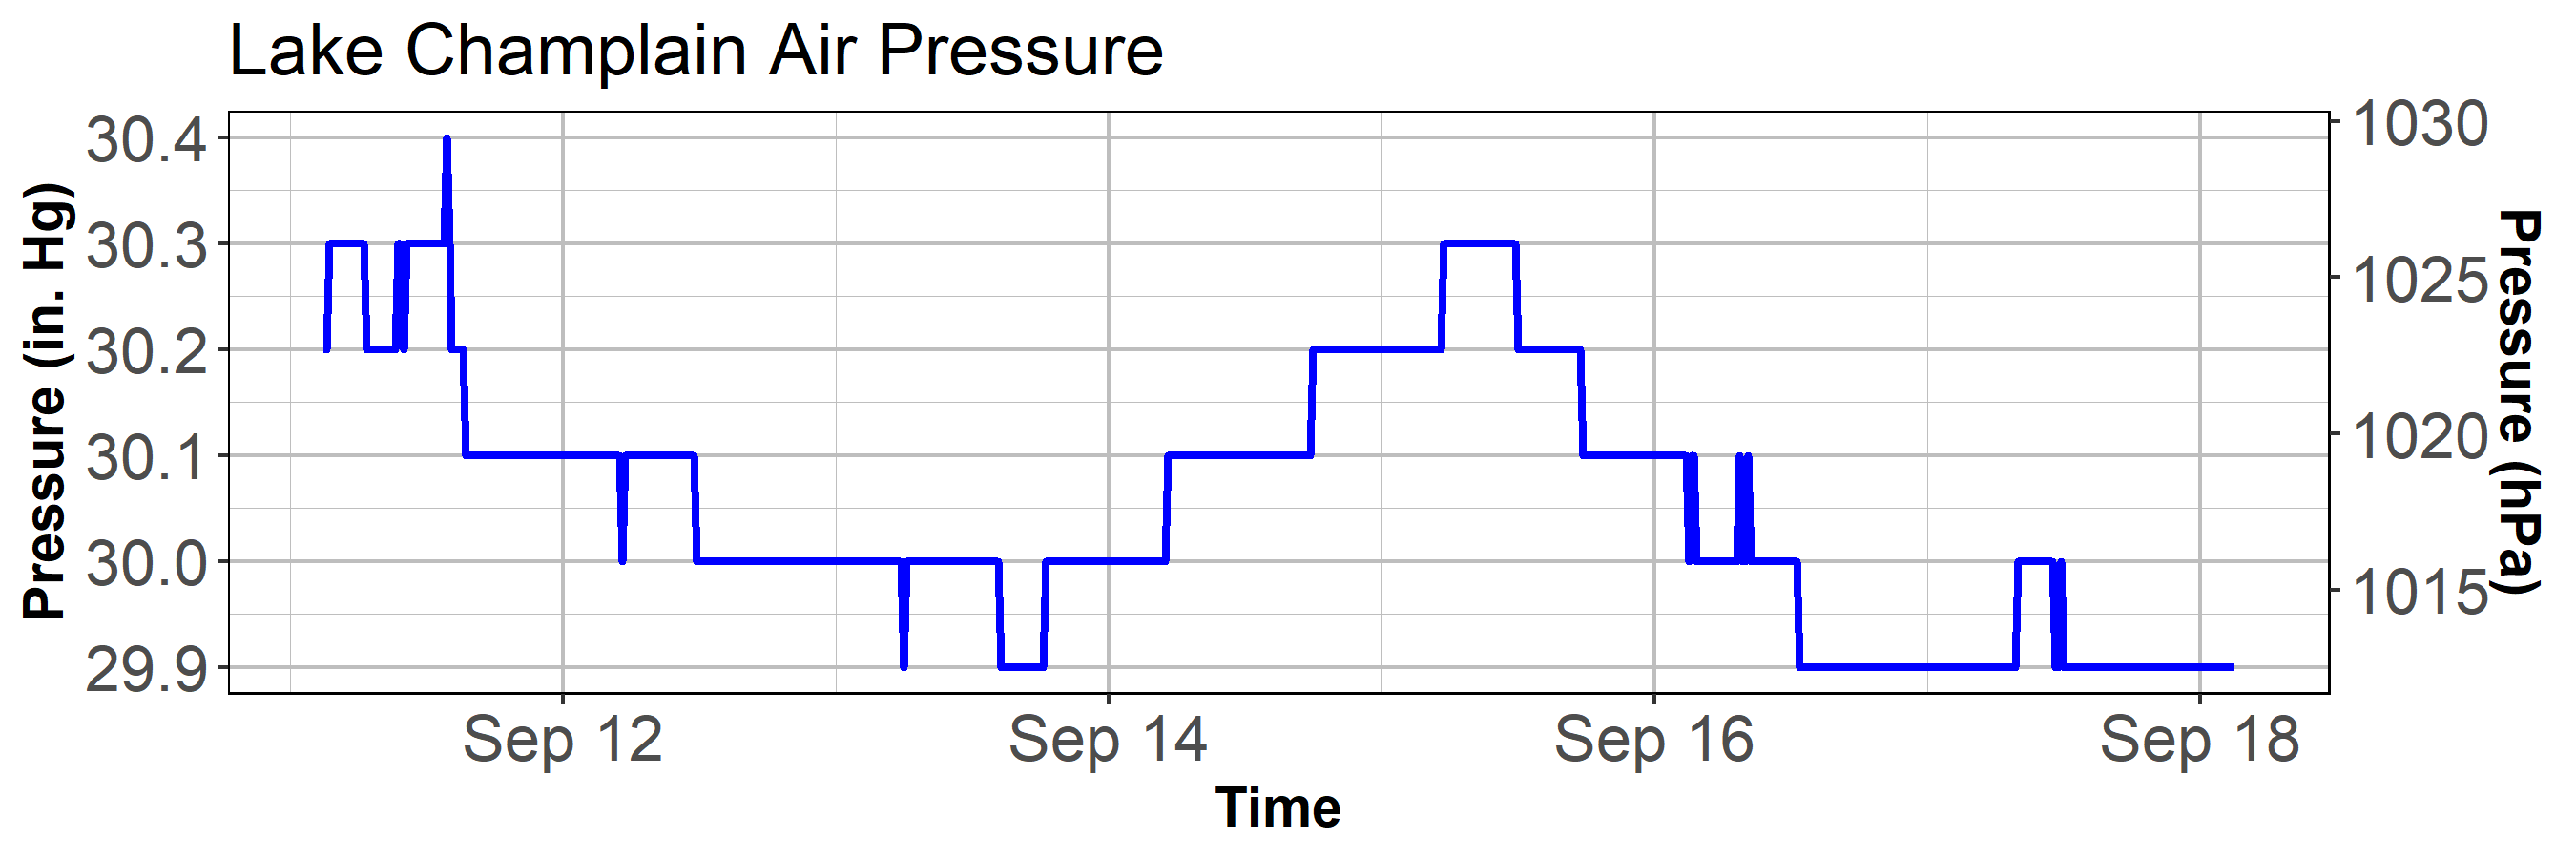 Lake Champlain Air Pressure
Pressure (in. Hg)
30.4
30.3
30.2
30.1
30.0
29.9
1030
1025
1020
1015
Pressure (hPa)
Sep 12 Sep 14 Sep 16 Sep 18
Time